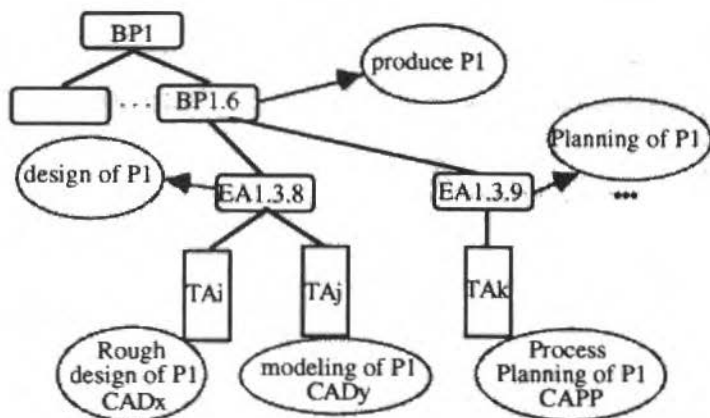 BP1
produce P1
... BP1.6
Planning of P1
design of P1
EA1.3.8
EA1.3.9
...
TAi
TAj
TAk
Rough
design of P1
CADx
modeling of P1
CADy
Process
Planning of P1
CAPP